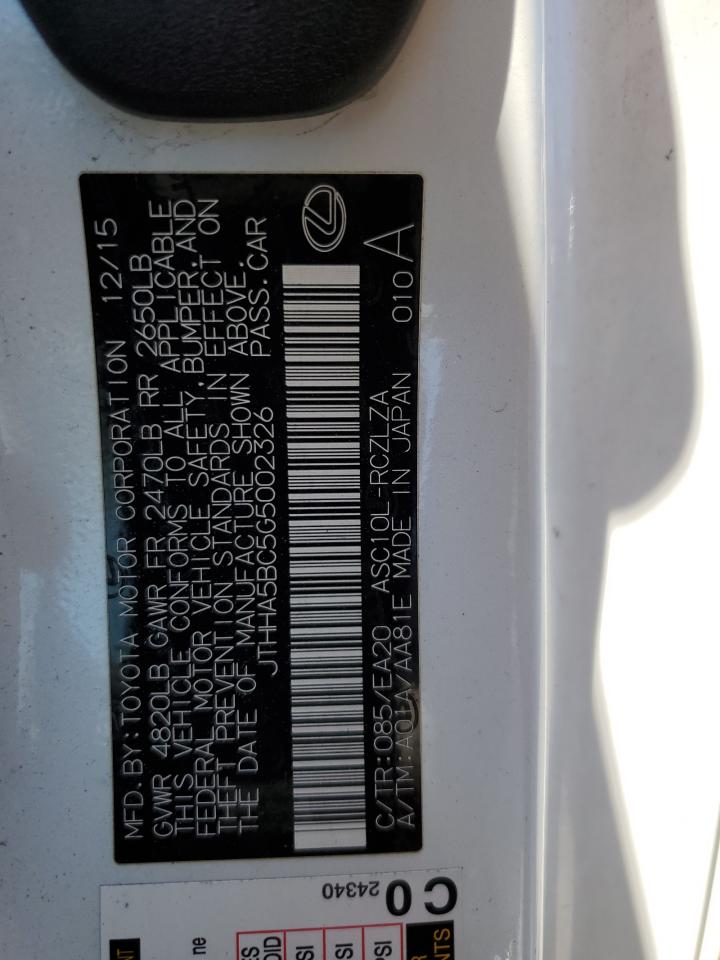 MFD. BY: TOYOTA MOTOR CORPORATION 12/15
GVWR 4820LB GAWR FR 2470LB RR 2650LB
THIS VEHICLE CONFORMS TO ALL APPLICABLE
FEDERAL MOTOR VEHICLE SAFETY, BUMPER, AND
THEFT PREVENTION STANDARDS IN EFFECT ON
THE DATE OF MANUFACTURE SHOWN ABOVE.
JTHHA5BC5G5002326 PASS. CAR
C/TR: 085/EA20 ASC10L-RCZLZA
A/TM: A01A/AA81E MADE IN JAPAN 010 A
24340
C0
ne